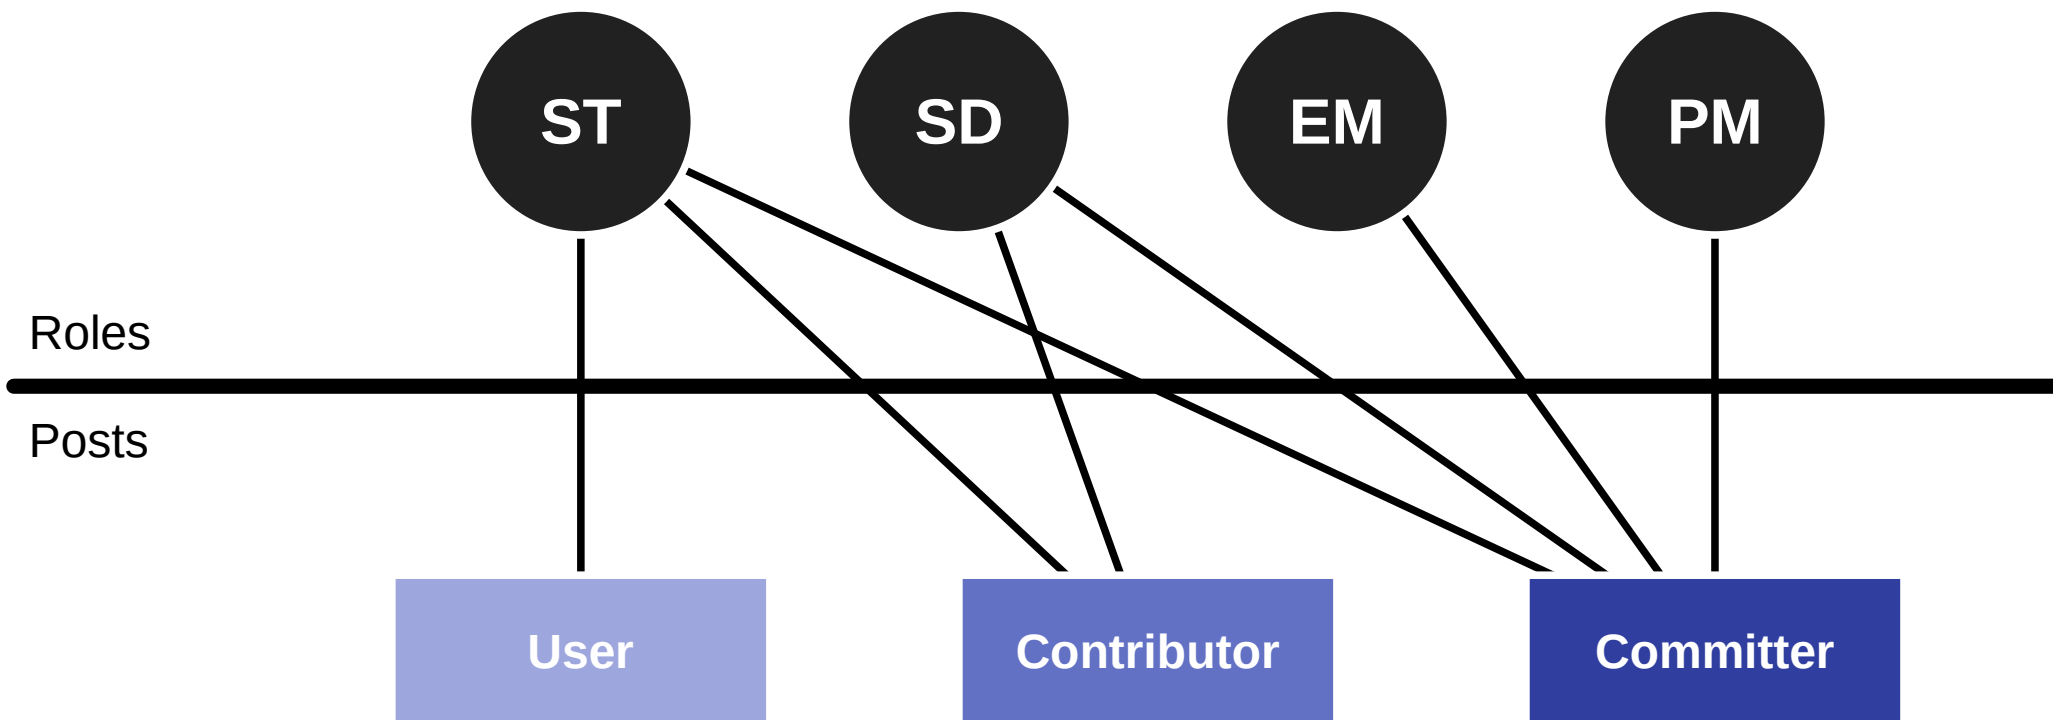 ST
SD
EM
PM
Roles
Posts
User
Contributor
Committer